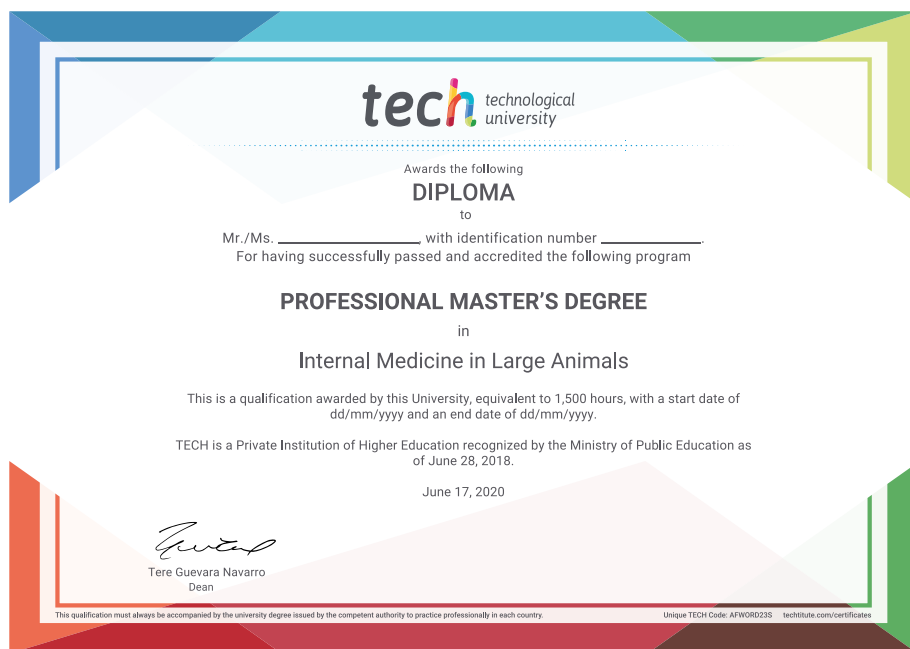 tech technological
university
Awards the following
DIPLOMA
to
Mr./Ms. ____________________, with identification number ______________.
For having successfully passed and accredited the following program
PROFESSIONAL MASTER'S DEGREE
in
Internal Medicine in Large Animals
This is a qualification awarded by this University, equivalent to 1,500 hours, with a start date of
dd/mm/yyyy and an end date of dd/mm/yyyy.
TECH is a Private Institution of Higher Education recognized by the Ministry of Public Education as
of June 28, 2018.
June 17, 2020
Tere Guevara Navarro
Dean
This qualification must always be accompanied by the university degree issued by the competent authority to practice professionally in each country.
Unique TECH Code: AFWORD23S techtitute.com/certificates